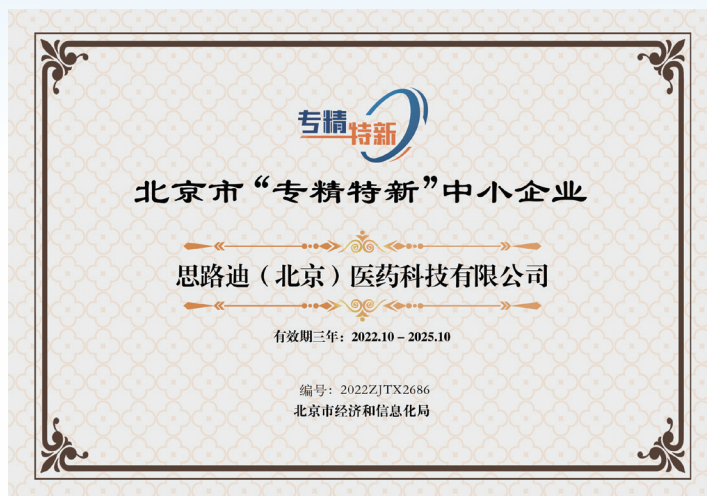 专精特新
北京市“专精特新”中小企业
思路迪（北京）医药科技有限公司
有效期三年：2022.10 – 2025.10
编号：2022ZJTX2686
北京市经济和信息化局